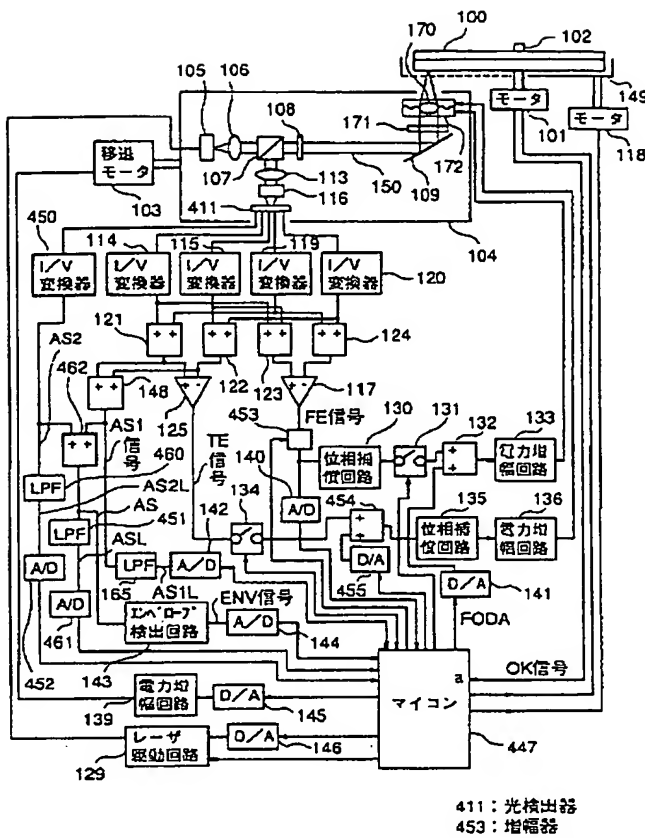 170
100
102
105
106
108
149
モータ
101
モータ
118
171
172
移送
モータ
103
107
113
116
150
109
411
104
450
114
115
119
I/V
変換器
I/V
変換器
I/V
変換器
I/V
変換器
I/V
変換器
120
121
+ +
+ +
+ +
+ +
124
AS2
462
+ +
148
122
123
+ -
+ -
117
125
AS1
信号
453
FE信号
130
131
132
133
TE
信号
位相補
償回路
+
+
電力増
幅回路
140
A/D
134
454
135
136
LPF
460
AS2L
AS
LPF
451
142
+
+
位相補
償回路
電力増
幅回路
A/D
ASL
LPF
A/D
D/A
D/A
141
165
AS1L
ENV信号
455
FODA
A/D
エンベロープ
検出回路
A/D
144
452
461
143
OK信号
a
電力増
幅回路
D/A
マイコン
139
145
レーザ
駆動回路
D/A
129
146
447
411:光検出器
453:増幅器